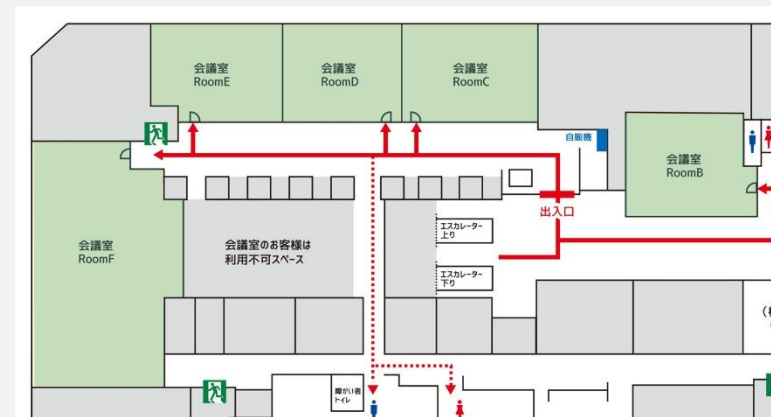 会議室
RoomE
会議室
RoomD
会議室
RoomC
自販機
会議室
RoomB
出入口
エスカレーター
上り
会議室
RoomF
会議室のお客様は
利用不可スペース
エスカレーター
下り
障がい者
トイレ